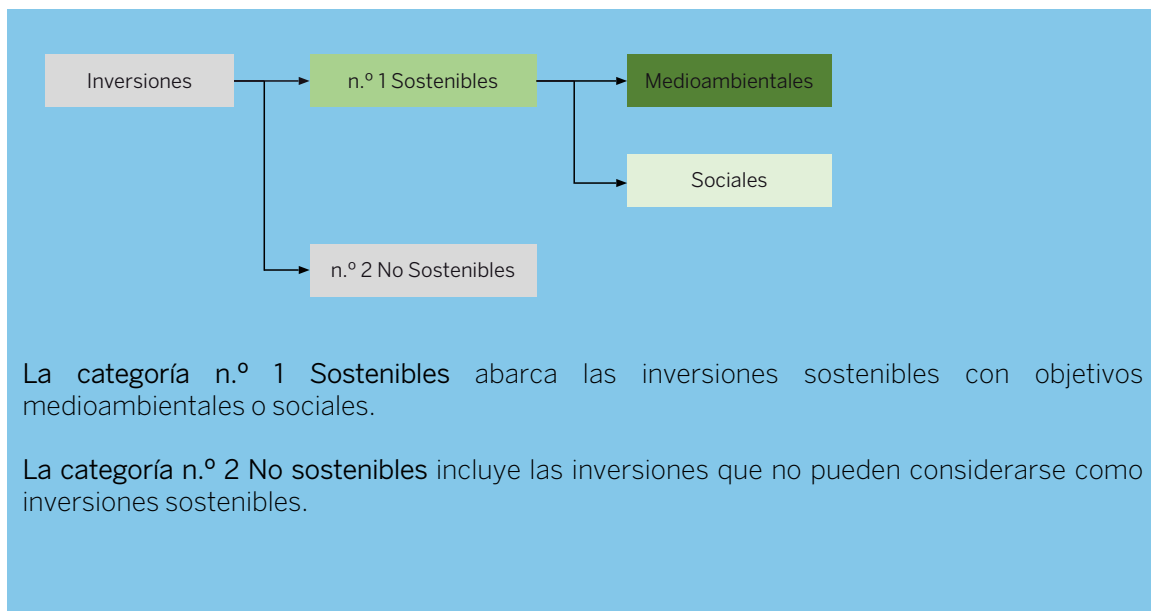 Inversiones
n.º 1 Sostenibles
Medioambientales
Sociales
n.º 2 No Sostenibles
La categoría n.º 1 Sostenibles abarca las inversiones sostenibles con objetivos
medioambientales o sociales.
La categoría n.º 2 No sostenibles incluye las inversiones que no pueden considerarse como
inversiones sostenibles.